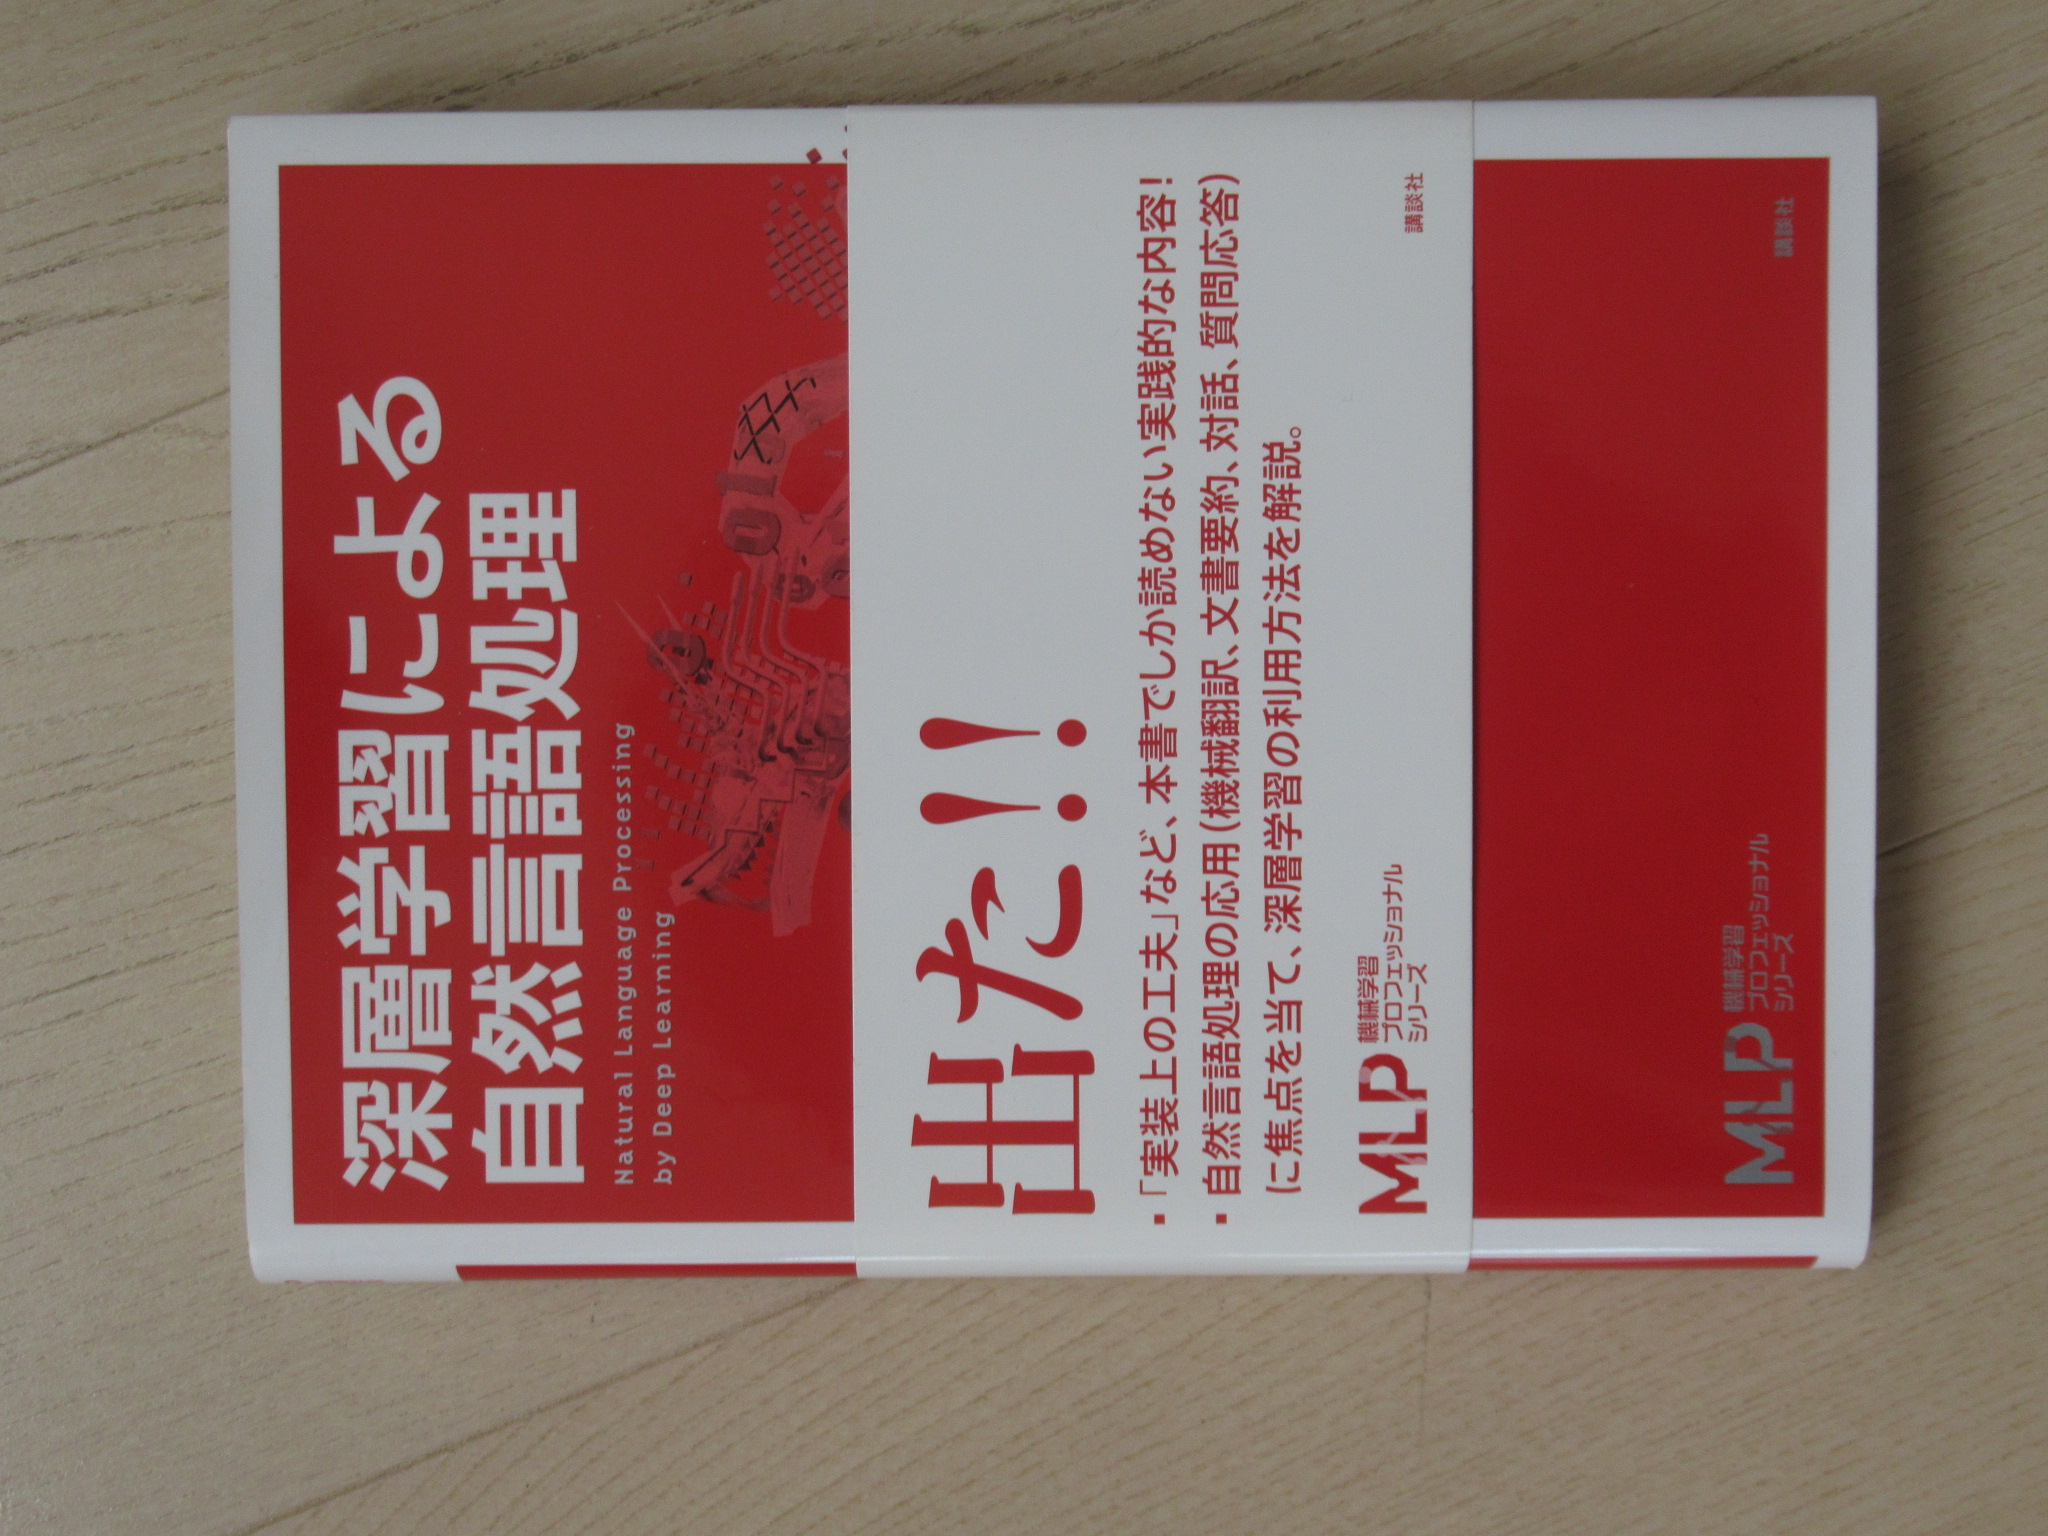 深層学習による
自然言語処理
Natural Language Processing
by Deep Learning
出た!!
▪「実装上の工夫」など、本書でしか読めない実践的な内容!
▪自然言語処理の応用(機械翻訳、文書要約、対話、質問応答)
に焦点を当て、深層学習の利用方法を解説。
MLP
機械学習
プロフェッショナル
シリーズ
講談社
MLP
機械学習
プロフェッショナル
シリーズ
講談社